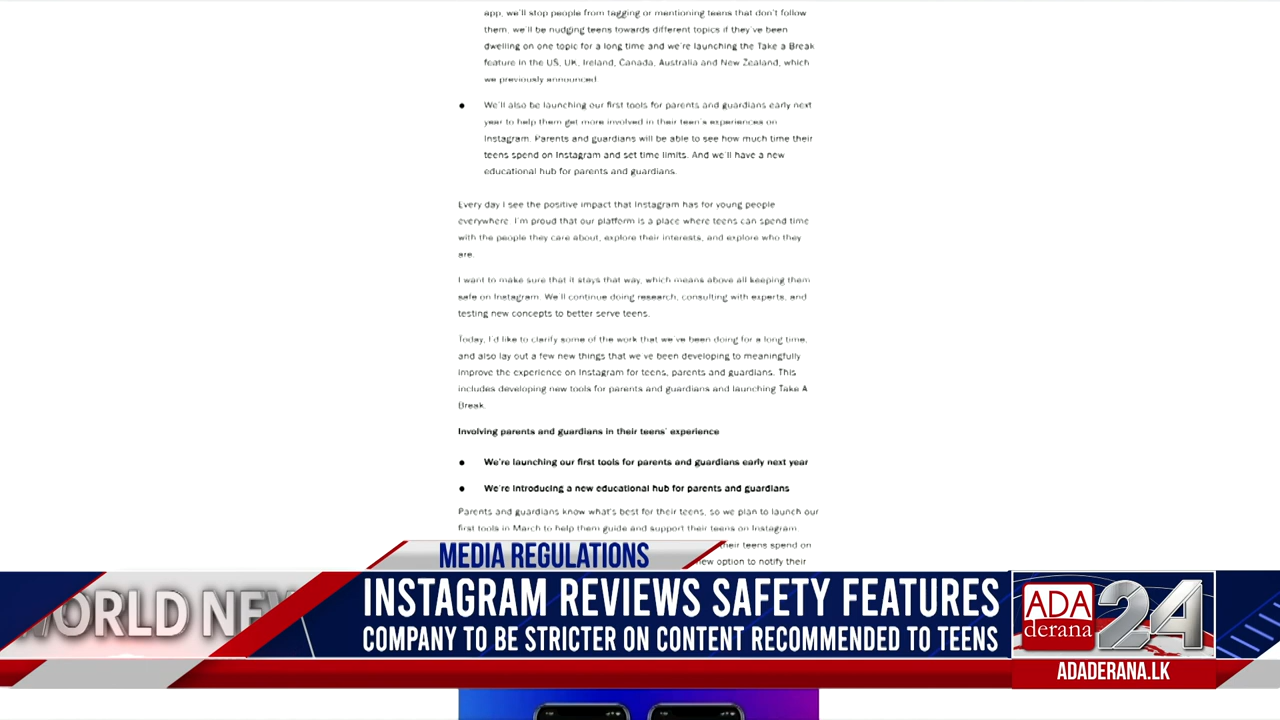 app, we'll stop people from tagging or mentioning teens that don't follow
them, we'll be nudging teens towards different topics if they've been
dwelling on one topic for a long time and we're launching the Take a Break
feature in the US, UK, Ireland, Canada, Australia and New Zealand, which
we previously announced.
● We'll also be launching our first tools for parents and guardians early next
year to help them get more involved in their teen's experiences on
Instagram. Parents and guardians will be able to see how much time their
teens spend on Instagram and set time limits. And we'll have a new
educational hub for parents and guardians.
Every day I see the positive impact that Instagram has for young people
everywhere. I'm proud that our platform is a place where teens can spend time
with the people they care about, explore their interests, and explore who they
are.
I want to make sure that it stays that way, which means above all keeping them
safe on Instagram. We'll continue doing research, consulting with experts, and
testing new concepts to better serve teens.
Today, I'd like to clarify some of the work that we've been doing for a long time,
and also lay out a few new things that we've been developing to meaningfully
improve the experience on Instagram for teens, parents and guardians. This
includes developing new tools for parents and guardians and launching Take A
Break.
Involving parents and guardians in their teens' experience
● We're launching our first tools for parents and guardians early next year
● We're introducing a new educational hub for parents and guardians
Parents and guardians know what's best for their teens, so we plan to launch our
first tools in March to help them guide and support their teens on Instagram.
their teens spend on
new option to notify their
MEDIA REGULATIONS
WORLD NEW
INSTAGRAM REVIEWS SAFETY FEATURES
COMPANY TO BE STRICTER ON CONTENT RECOMMENDED TO TEENS
ADA
derana
24
ADADERANA.LK